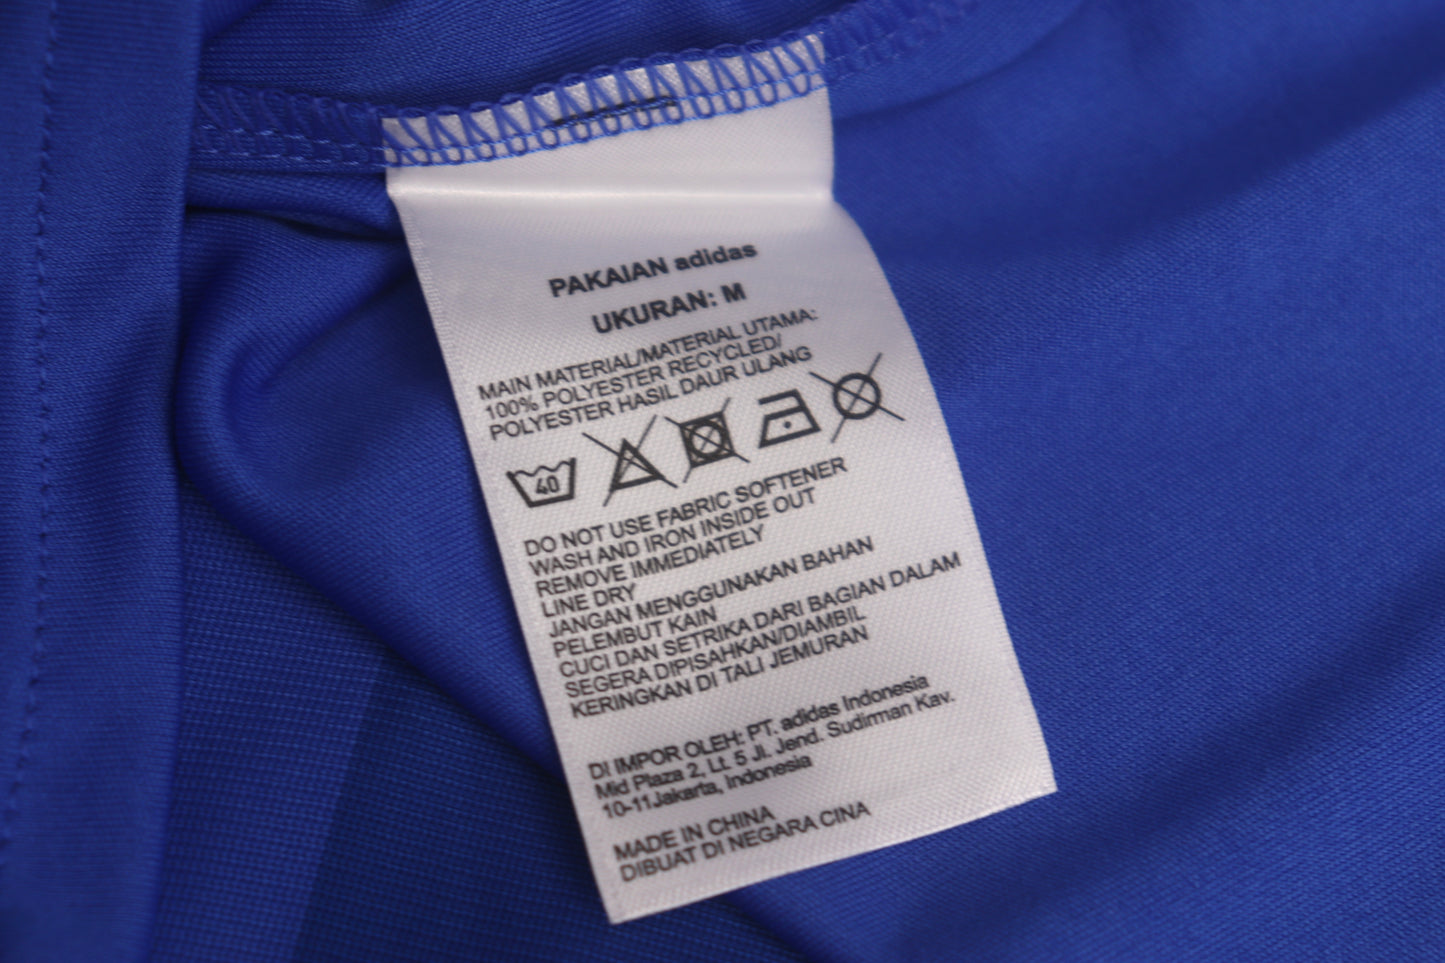 PAKAIAN adidas
UKURAN: M
MAIN MATERIAL/MATERIAL UTAMA:
100% POLYESTER RECYCLED/
POLYESTER HASIL DAUR ULANG
40
DO NOT USE FABRIC SOFTENER
WASH AND IRON INSIDE OUT
REMOVE IMMEDIATELY
LINE DRY
JANGAN MENGGUNAKAN BAHAN
PELEMBUT KAIN
CUCI DAN SETRIKA DARI BAGIAN DALAM
SEGERA DIPISAHKAN/DIAMBIL
KERINGKAN DI TALI JEMURAN
DI IMPOR OLEH: PT. adidas Indonesia
Mid Plaza 2, Lt. 5 Jl. Jend. Sudirman Kav.
10-11Jakarta, Indonesia
MADE IN CHINA
DIBUAT DI NEGARA CINA